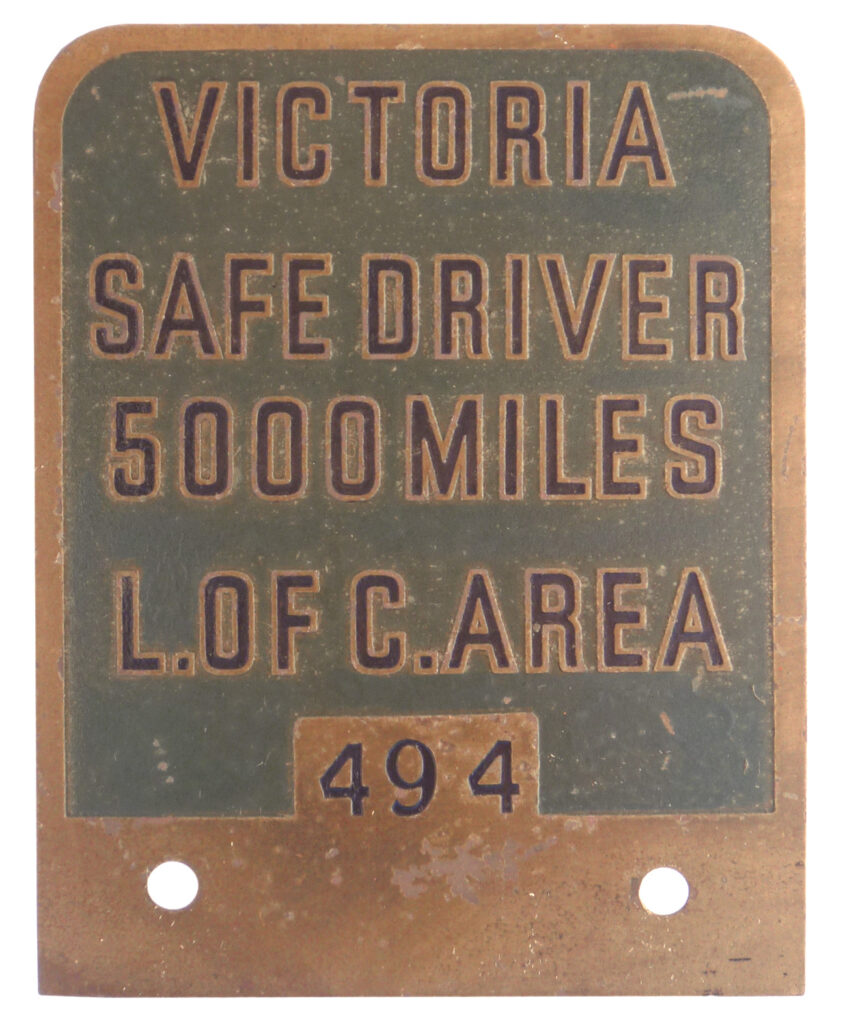 VICTORIA
SAFE DRIVER
5000 MILES
L. OF C. AREA
494